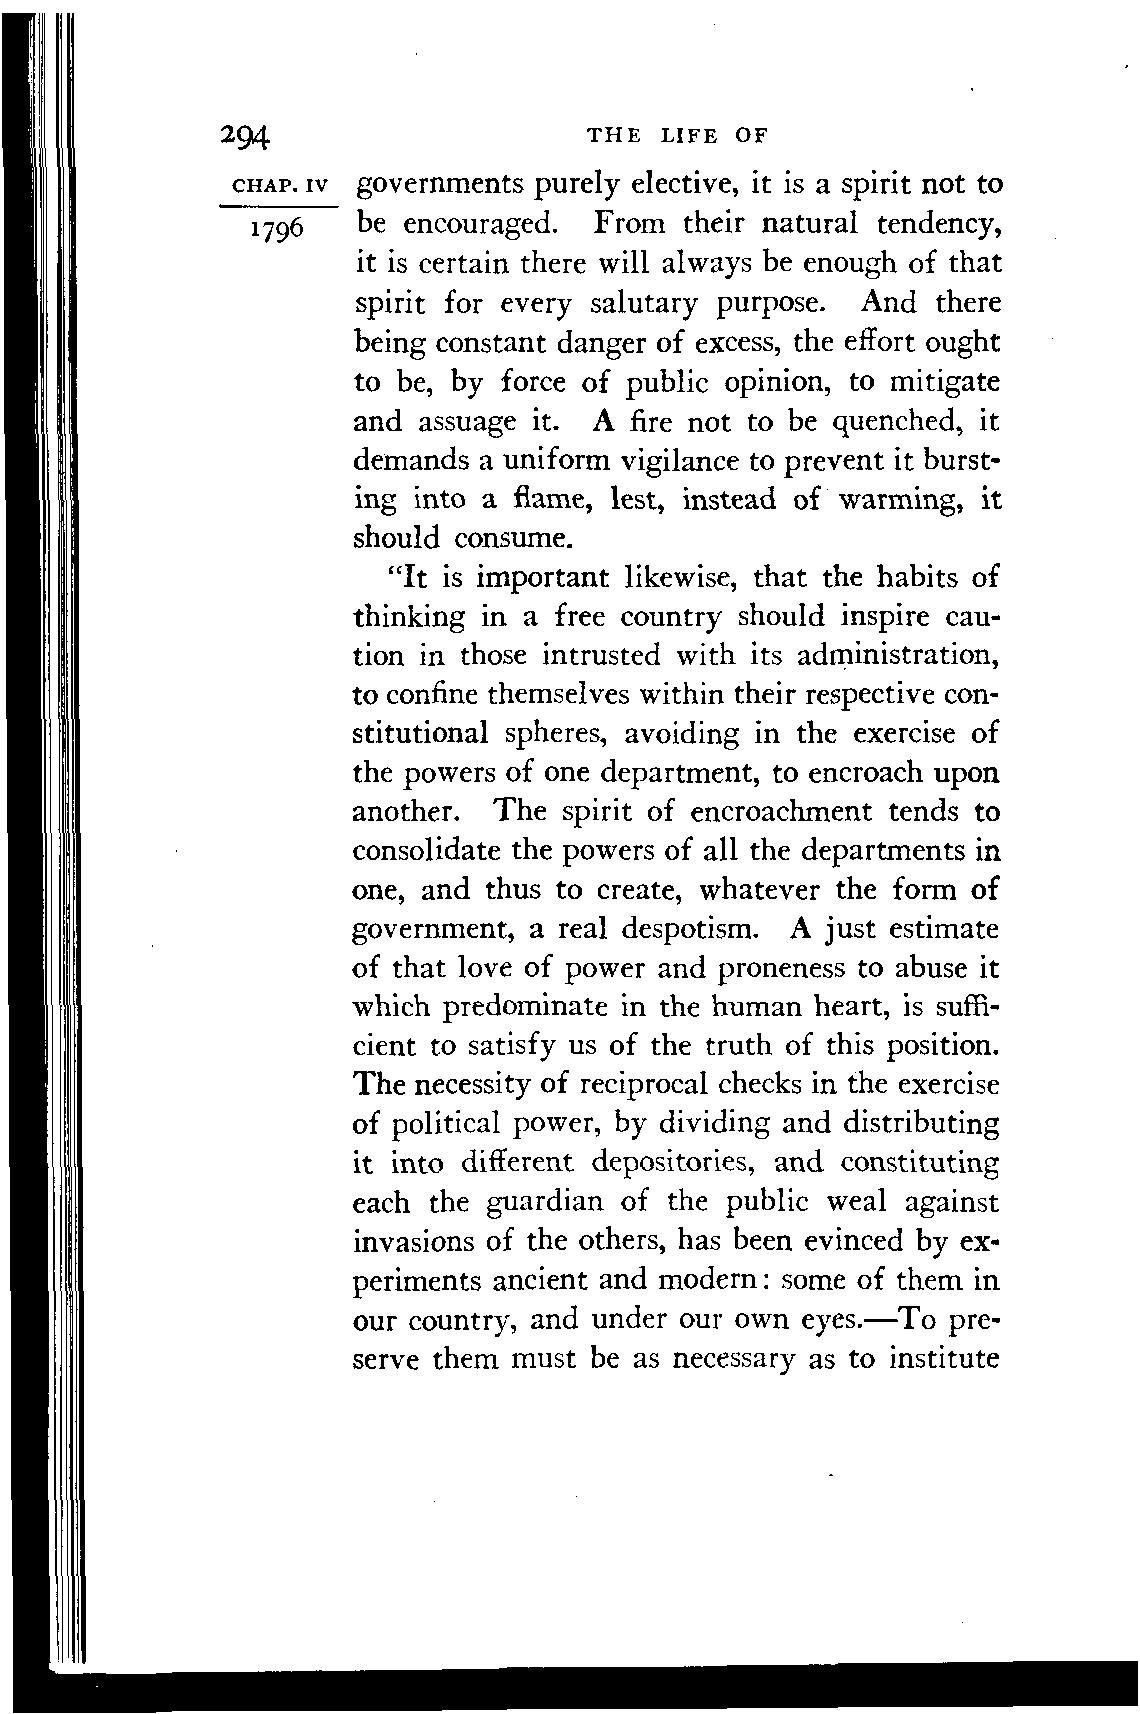 294 THE LIFE OF
CHAP. IV governments purely elective, it is a spirit not to
1796 be encouraged. From their natural tendency,
it is certain there will always be enough of that
spirit for every salutary purpose. And there
being constant danger of excess, the effort ought
to be, by force of public opinion, to mitigate
and assuage it. A fire not to be quenched, it
demands a uniform vigilance to prevent it burst-
ing into a flame, lest, instead of warming, it
should consume.
“It is important likewise, that the habits of
thinking in a free country should inspire cau-
tion in those intrusted with its administration,
to confine themselves within their respective con-
stitutional spheres, avoiding in the exercise of
the powers of one department, to encroach upon
another. The spirit of encroachment tends to
consolidate the powers of all the departments in
one, and thus to create, whatever the form of
government, a real despotism. A just estimate
of that love of power and proneness to abuse it
which predominate in the human heart, is suffi-
cient to satisfy us of the truth of this position.
The necessity of reciprocal checks in the exercise
of political power, by dividing and distributing
it into different depositories, and constituting
each the guardian of the public weal against
invasions of the others, has been evinced by ex-
periments ancient and modern: some of them in
our country, and under our own eyes.—To pre-
serve them must be as necessary as to institute